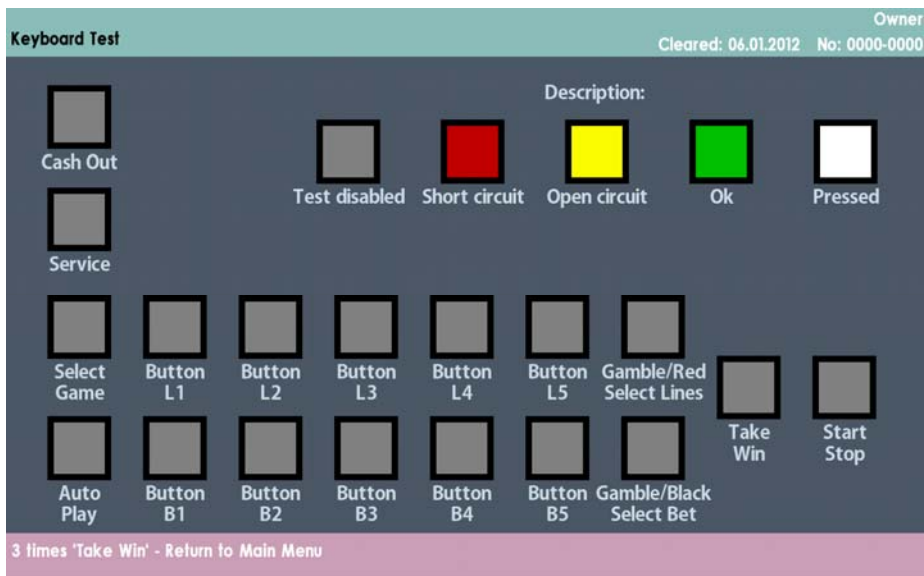 Owner
Keyboard Test
Cleared: 06.01.2012 No: 0000-0000
Description:
Cash Out
Test disabled Short circuit Open circuit Ok Pressed
Service
Select Button Button Button Button Button Gamble/Red
Game L1 L2 L3 L4 L5 Select Lines
Take Start
Win Stop
Auto Button Button Button Button Button Gamble/Black
Play B1 B2 B3 B4 B5 Select Bet
3 times 'Take Win' - Return to Main Menu